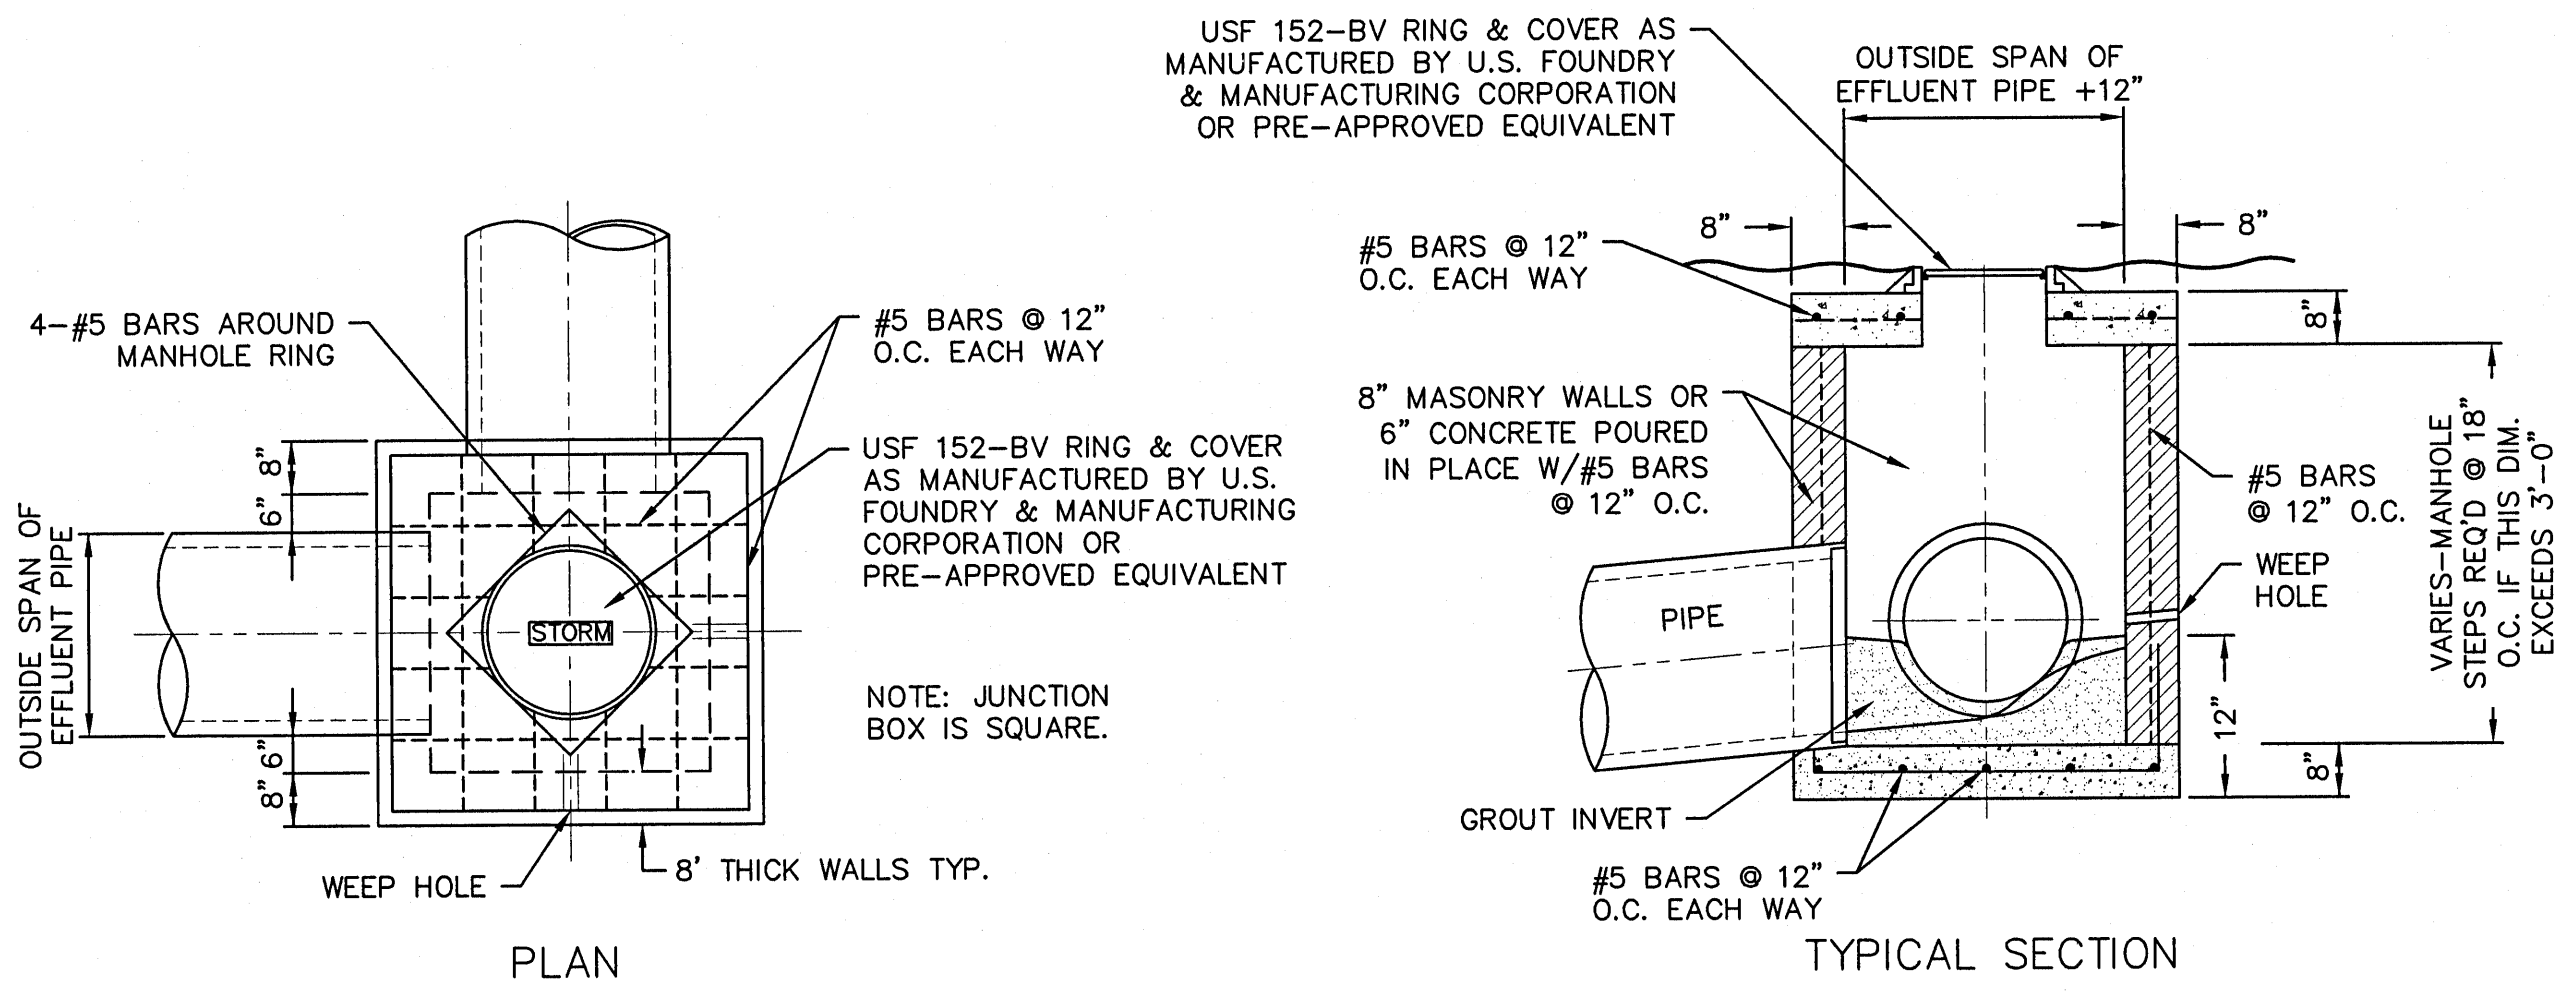 4-#5 BARS AROUND
MANHOLE RING
#5 BARS @ 12"
O.C. EACH WAY
USF 152-BV RING & COVER
AS MANUFACTURED BY U.S.
FOUNDRY & MANUFACTURING
CORPORATION OR
PRE-APPROVED EQUIVALENT
8"
6"
OUTSIDE SPAN OF
EFFLUENT PIPE
6"
8"
STORM
NOTE: JUNCTION
BOX IS SQUARE.
WEEP HOLE
8' THICK WALLS TYP.
PLAN
USF 152-BV RING & COVER AS
MANUFACTURED BY U.S. FOUNDRY
& MANUFACTURING CORPORATION
OR PRE-APPROVED EQUIVALENT
OUTSIDE SPAN OF
EFFLUENT PIPE +12"
8"
8"
#5 BARS @ 12"
O.C. EACH WAY
8"
8" MASONRY WALLS OR
6" CONCRETE POURED
IN PLACE W/#5 BARS
@ 12" O.C.
#5 BARS
@ 12" O.C.
VARIES-MANHOLE
STEPS REQ'D @ 18"
O.C. IF THIS DIM.
EXCEEDS 3'-0"
WEEP
HOLE
PIPE
12"
8"
GROUT INVERT
#5 BARS @ 12"
O.C. EACH WAY
TYPICAL SECTION